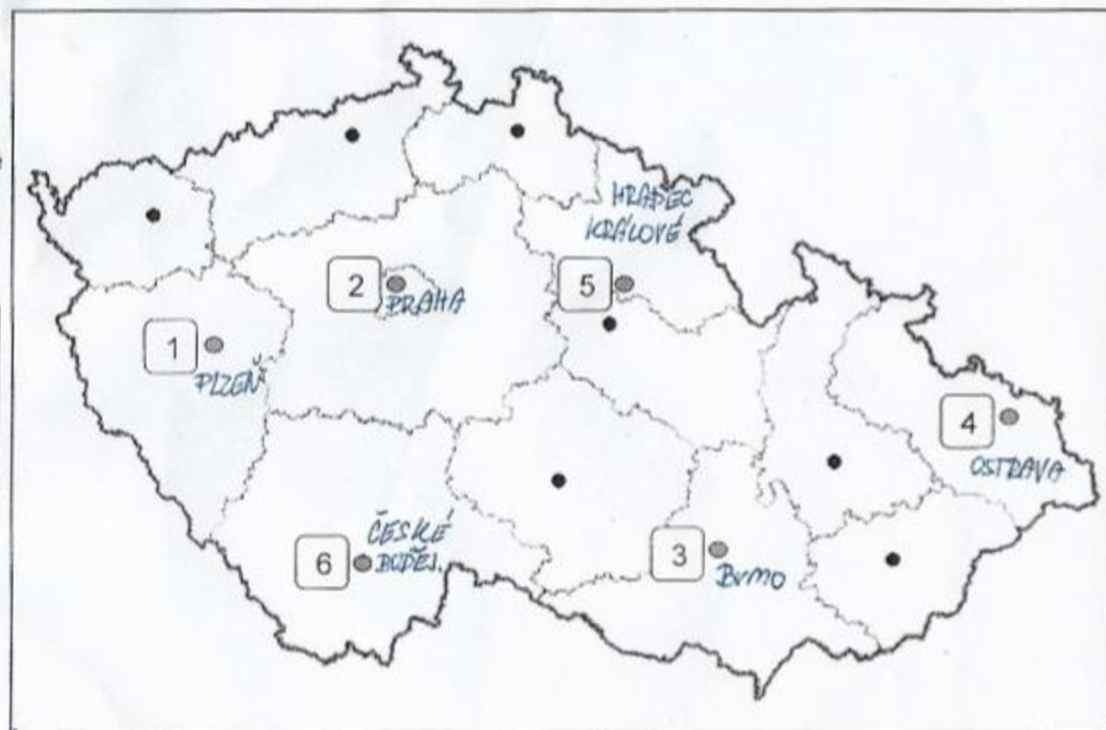 HRADEC
KRÁLOVÉ
2
PRAHA
5
1
PLZEŇ
4
OSTRAVA
ČESKÉ
BUDĚJ.
6
3
Brno